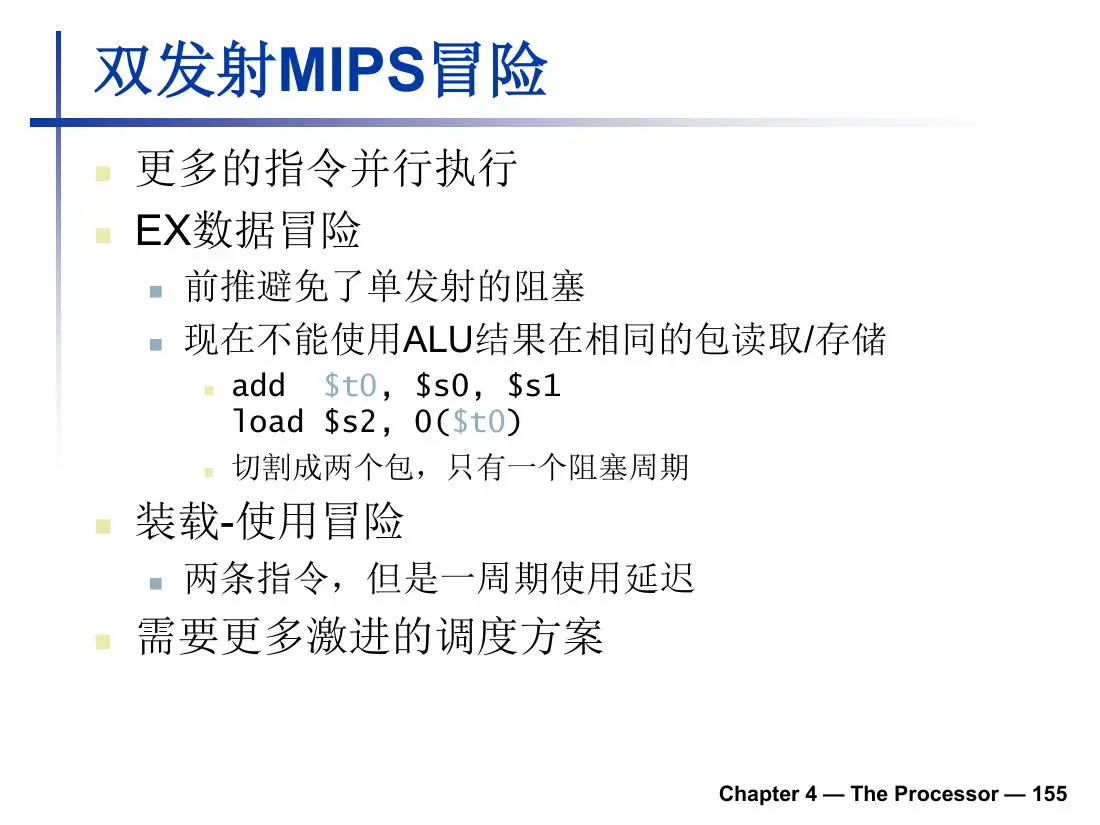 双发射MIPS冒险
更多的指令并行执行
EX数据冒险
前推避免了单发射的阻塞
现在不能使用ALU结果在相同的包读取/存储
add $t0, $s0, $s1
load $s2, 0($t0)
切割成两个包，只有一个阻塞周期
装载-使用冒险
两条指令，但是一周期使用延迟
需要更多激进的调度方案
Chapter 4 — The Processor — 155